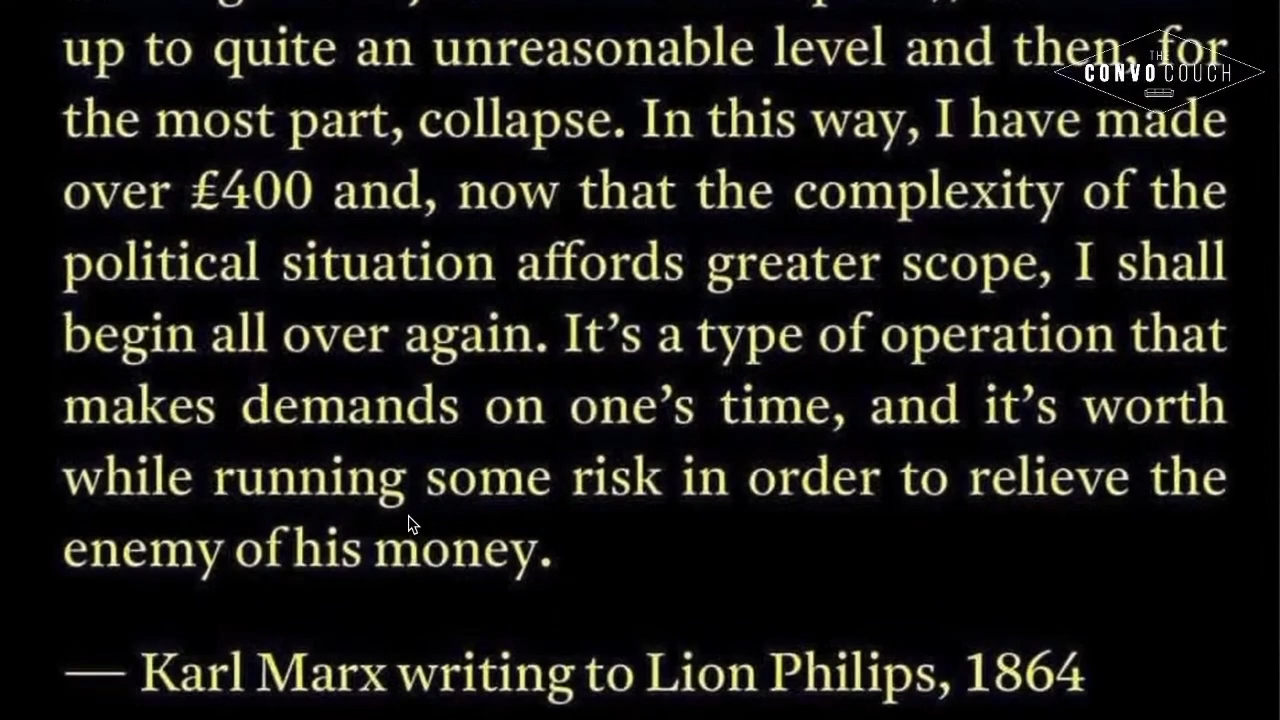 up to quite an unreasonable level and then, for
the most part, collapse. In this way, I have made
over £400 and, now that the complexity of the
political situation affords greater scope, I shall
begin all over again. It’s a type of operation that
makes demands on one’s time, and it’s worth
while running some risk in order to relieve the
enemy of his money.
— Karl Marx writing to Lion Philips, 1864
THE
CONVO COUCH